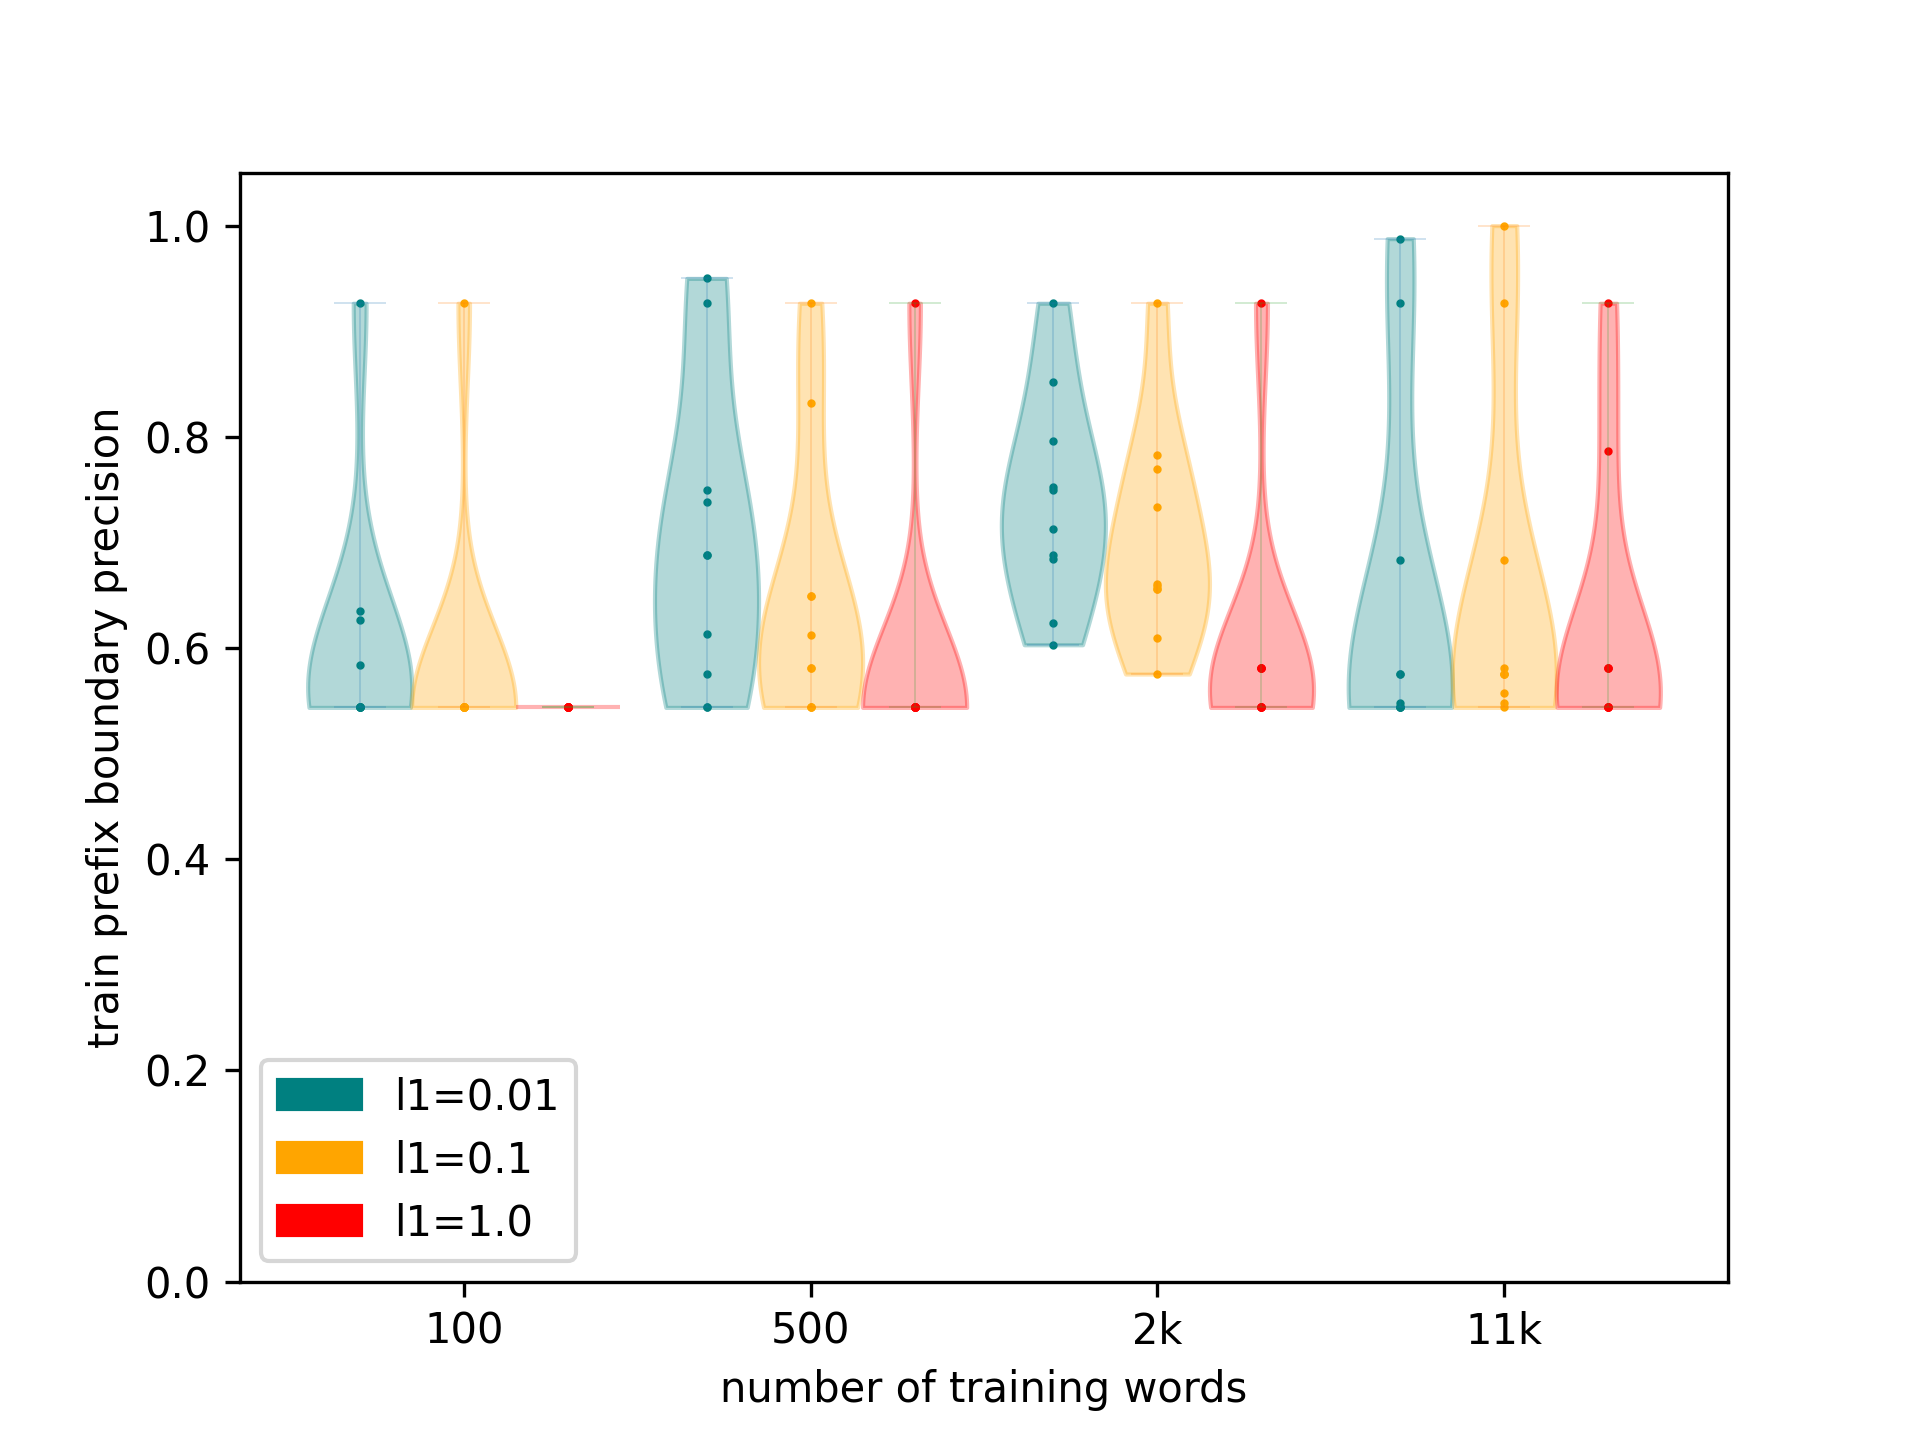 train prefix boundary precision
1.0
0.8
0.6
0.4
0.2
0.0
l1=0.01
l1=0.1
l1=1.0
100
500
2k
11k
number of training words